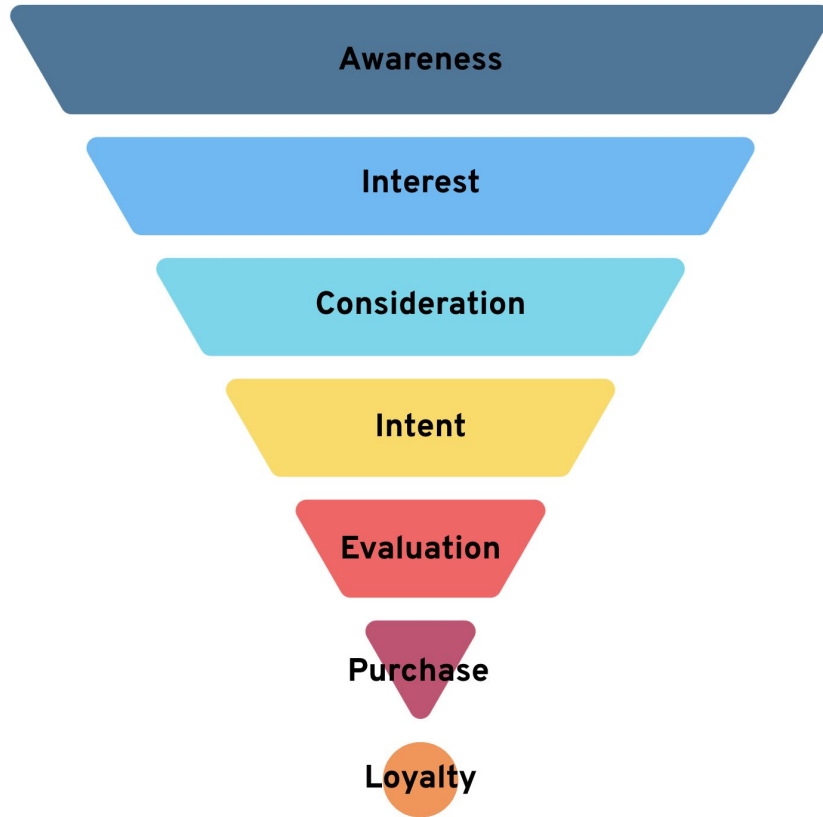 Awareness
Interest
Consideration
Intent
Evaluation
Purchase
Loyalty